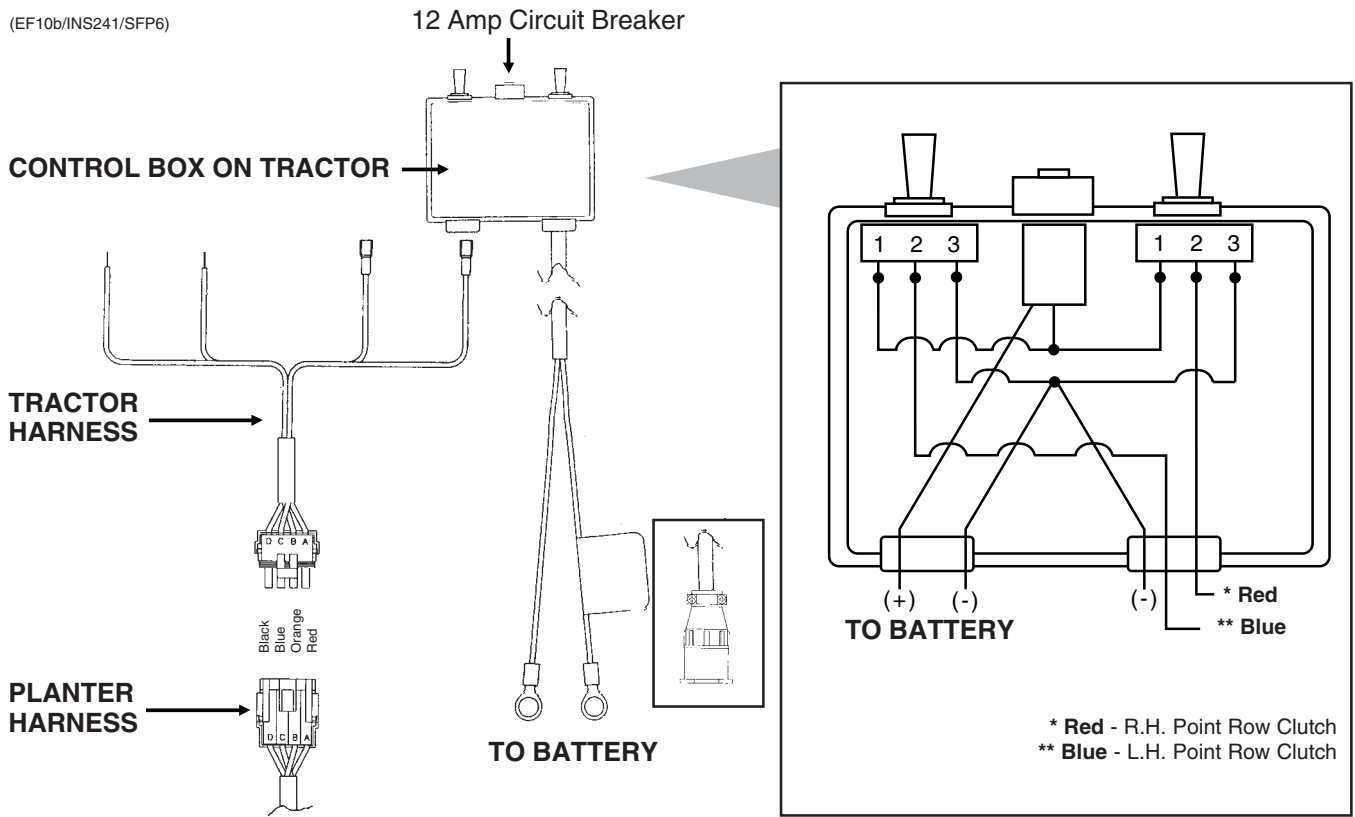 (EF10b/INS241/SFP6)
12 Amp Circuit Breaker
CONTROL BOX ON TRACTOR
TRACTOR
HARNESS
D C B A
Black
Blue
Orange
Red
PLANTER
HARNESS
D C B A
TO BATTERY
1 2 3
1 2 3
(+) (-)
TO BATTERY
(-)
* Red
** Blue
* Red - R.H. Point Row Clutch
** Blue - L.H. Point Row Clutch